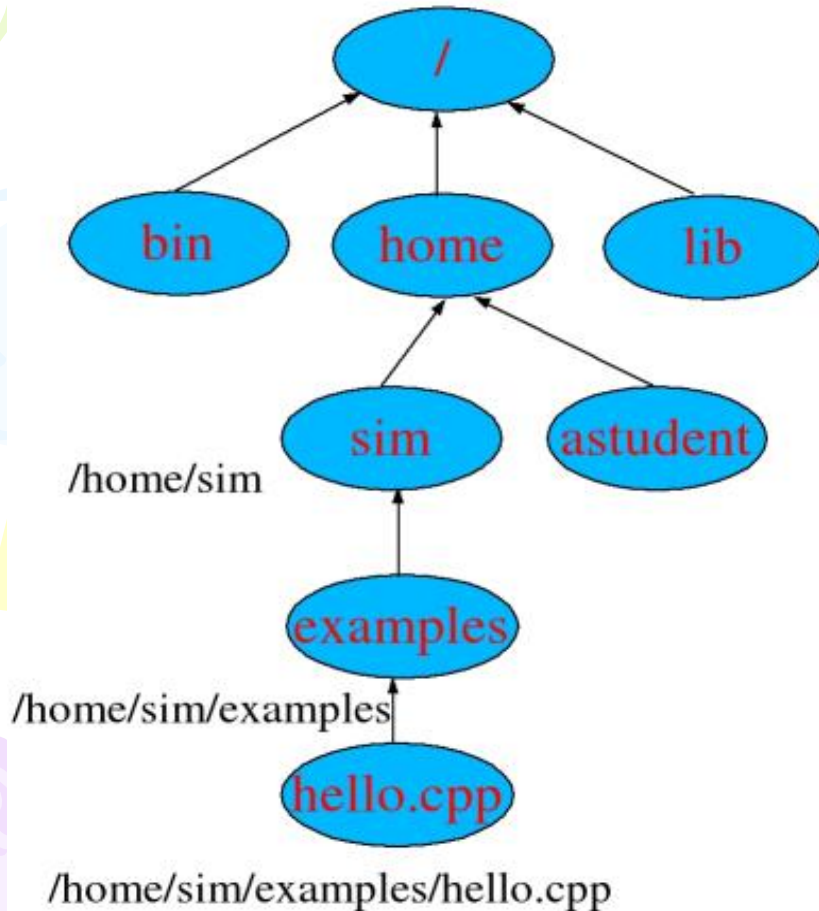 /
bin
home
lib
sim
astudent
/home/sim
examples
/home/sim/examples
hello.cpp
/home/sim/examples/hello.cpp